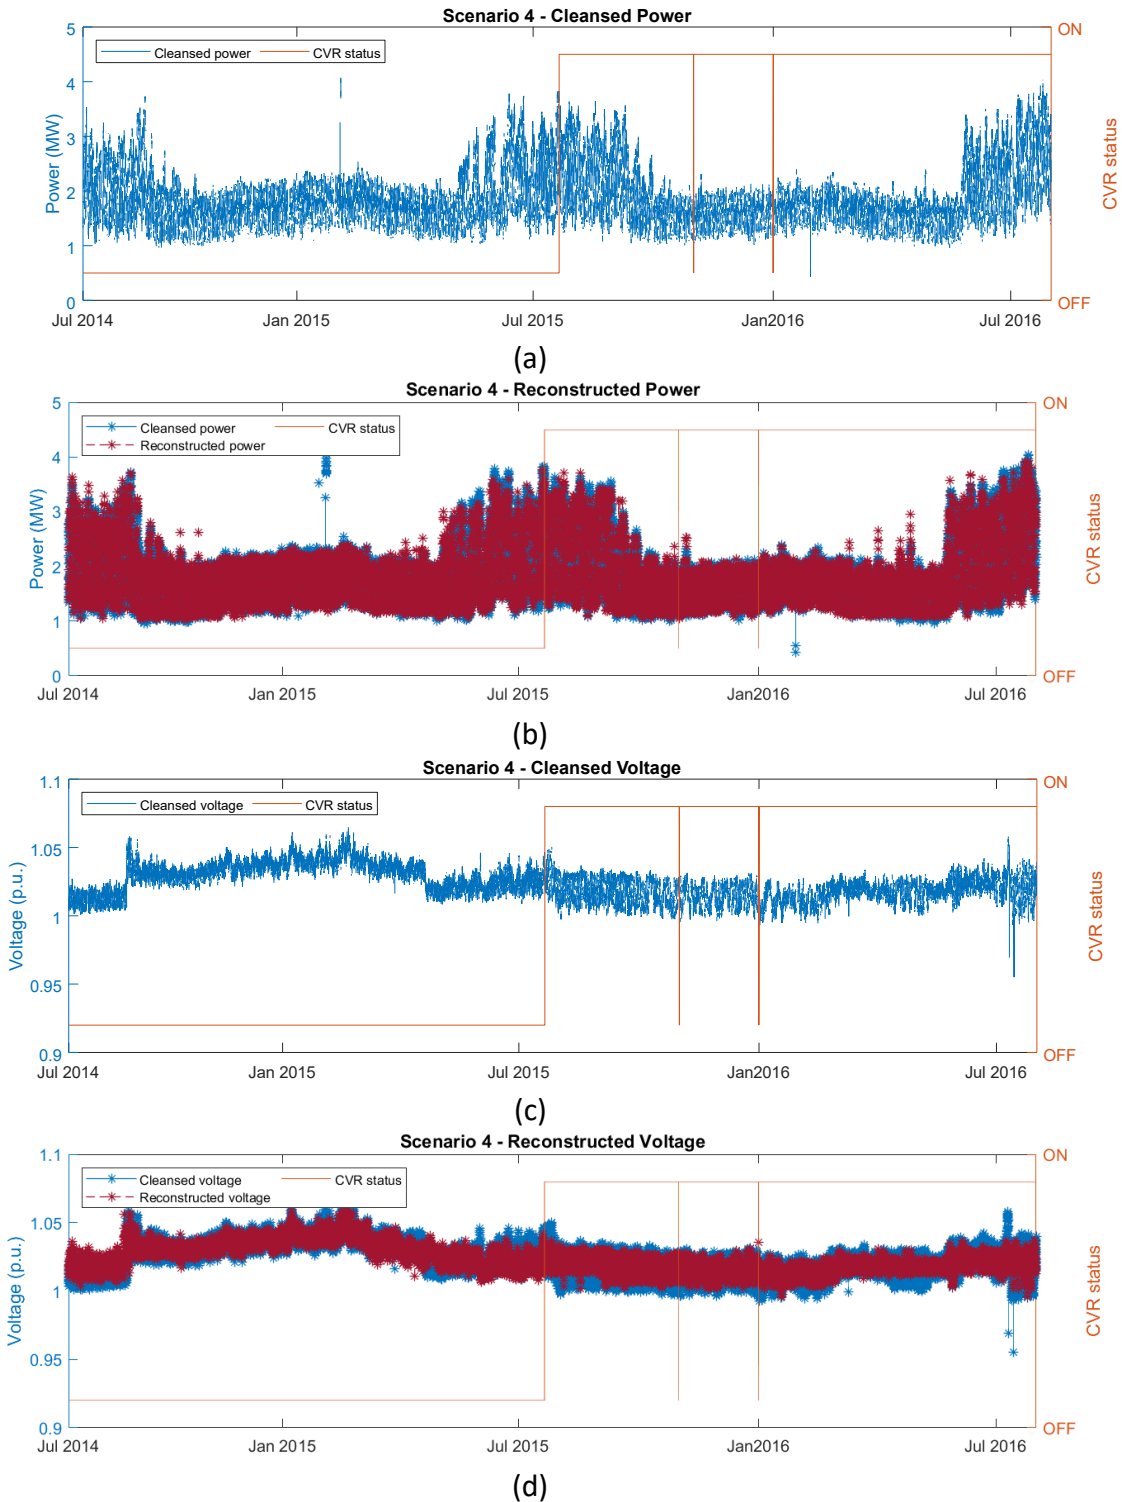 Scenario 4 - Cleansed Power
5
4
3
2
1
0
Power (MW)
Cleansed power
CVR status
ON
OFF
CVR status
Jul 2014
Jan 2015
Jul 2015
Jan2016
Jul 2016
(a)
Scenario 4 - Reconstructed Power
5
4
3
2
1
0
Power (MW)
Cleansed power
CVR status
Reconstructed power
ON
OFF
CVR status
Jul 2014
Jan 2015
Jul 2015
Jan2016
Jul 2016
(b)
Scenario 4 - Cleansed Voltage
1.1
1.05
1
0.95
0.9
Voltage (p.u.)
Cleansed voltage
CVR status
ON
OFF
CVR status
Jul 2014
Jan 2015
Jul 2015
Jan2016
Jul 2016
(c)
Scenario 4 - Reconstructed Voltage
1.1
1.05
1
0.95
0.9
Voltage (p.u.)
Cleansed voltage
CVR status
Reconstructed voltage
ON
OFF
CVR status
Jul 2014
Jan 2015
Jul 2015
Jan2016
Jul 2016
(d)